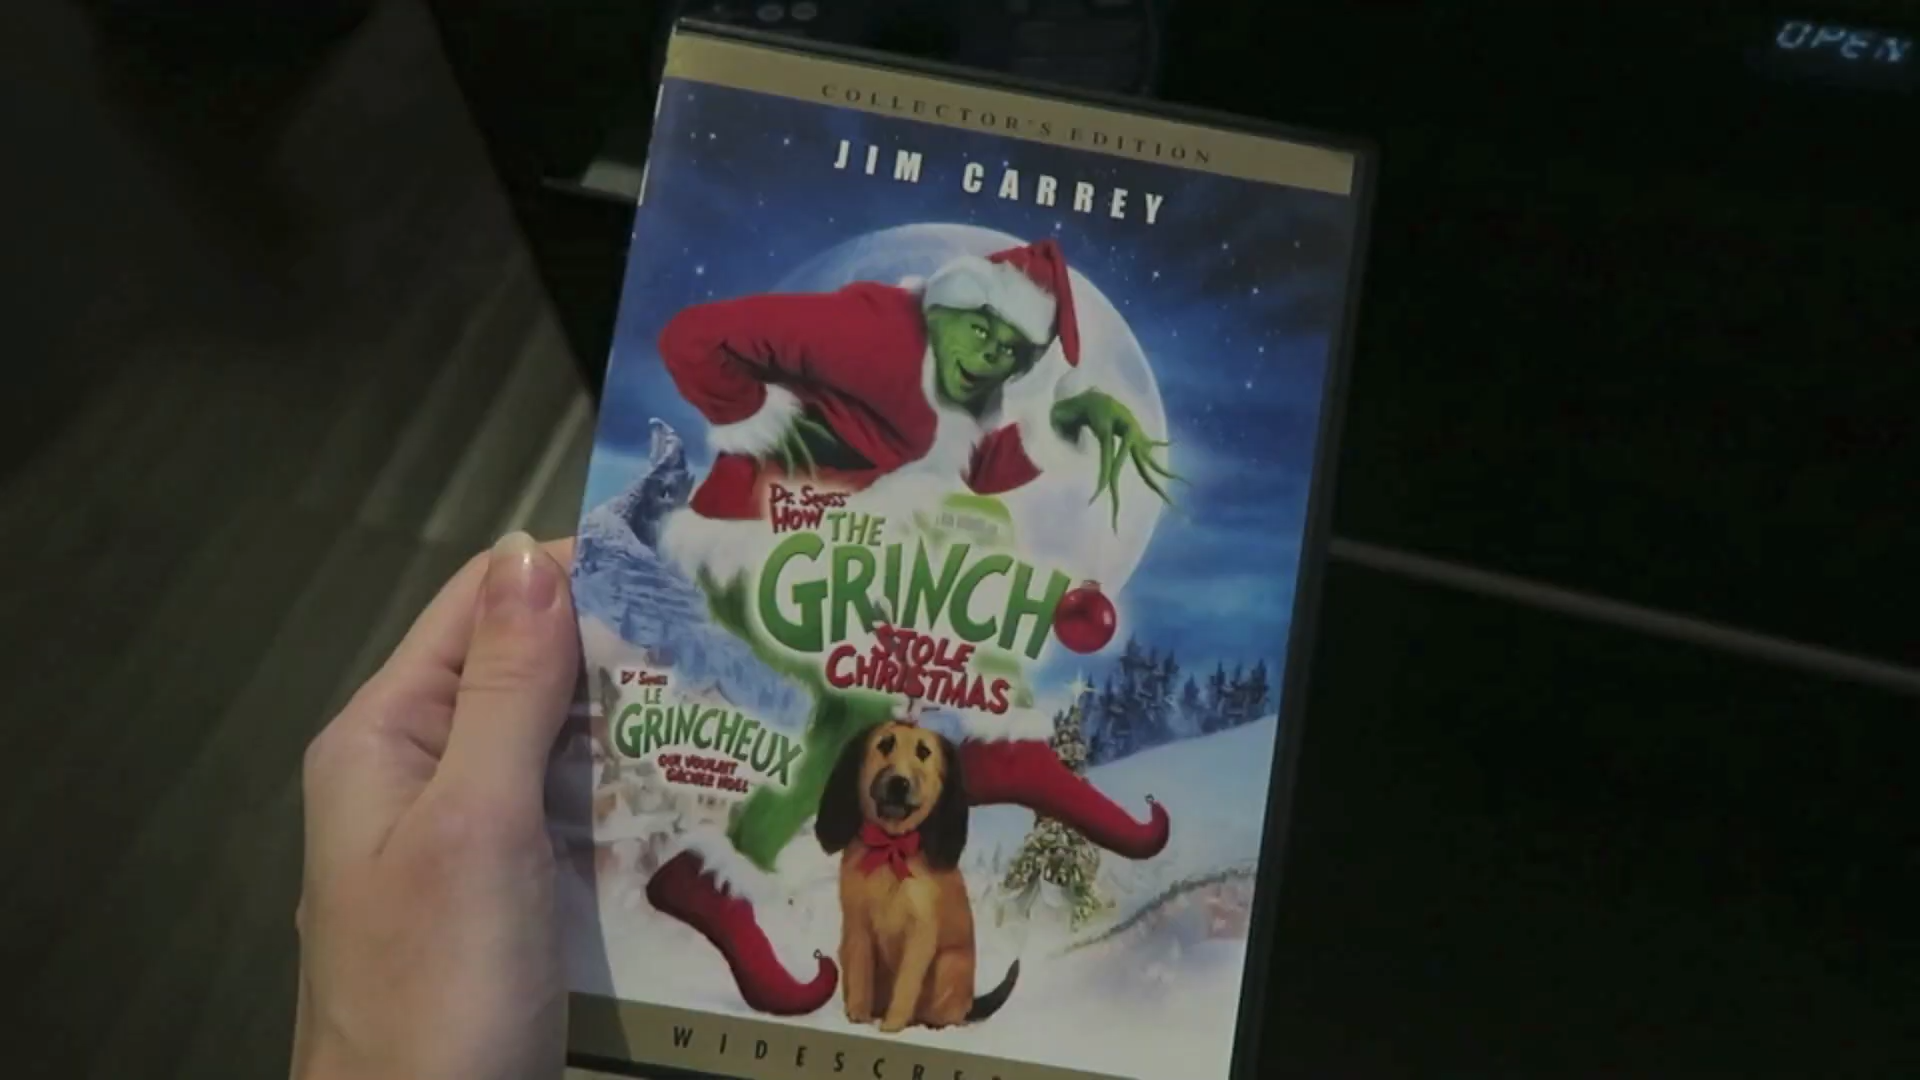 OPEN
COLLECTOR'S EDITION
JIM CARREY
Dr. Seuss'
HOW THE
GRINCH
STOLE
CHRISTMAS
Dr Seuss
LE
GRINCHEUX
QUI VOULAIT
GÂCHER NOËL
WIDESCRE